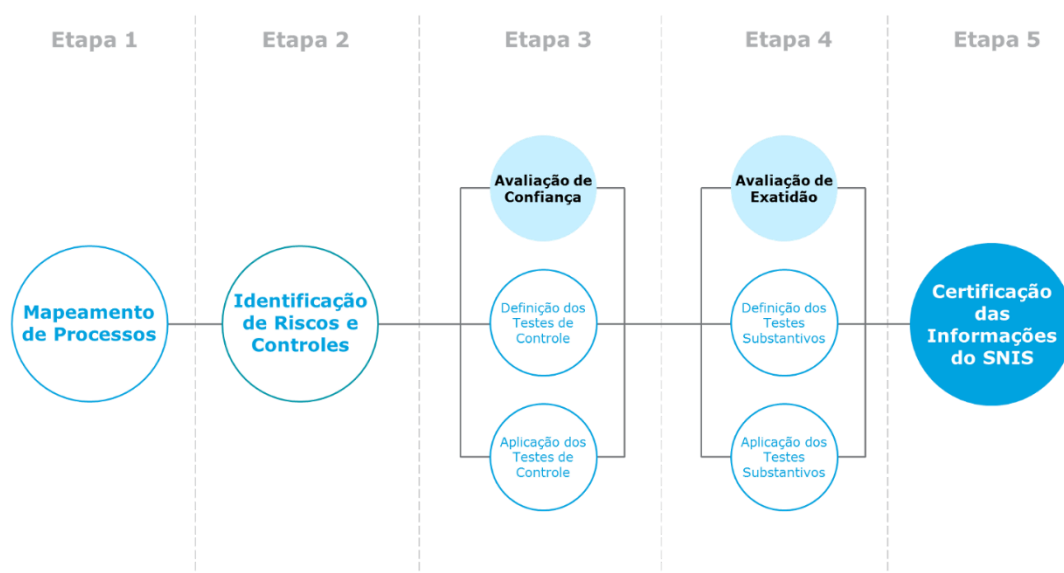 Etapa 1
Etapa 2
Etapa 3
Etapa 4
Etapa 5
Mapeamento
de Processos
Identificação
de Riscos e
Controles
Avaliação de
Confiança
Definição dos
Testes de
Controle
Aplicação dos
Testes de
Controle
Avaliação de
Exatidão
Definição dos
Testes
Substantivos
Aplicação dos
Testes
Substantivos
Certificação
das
Informações
do SNIS